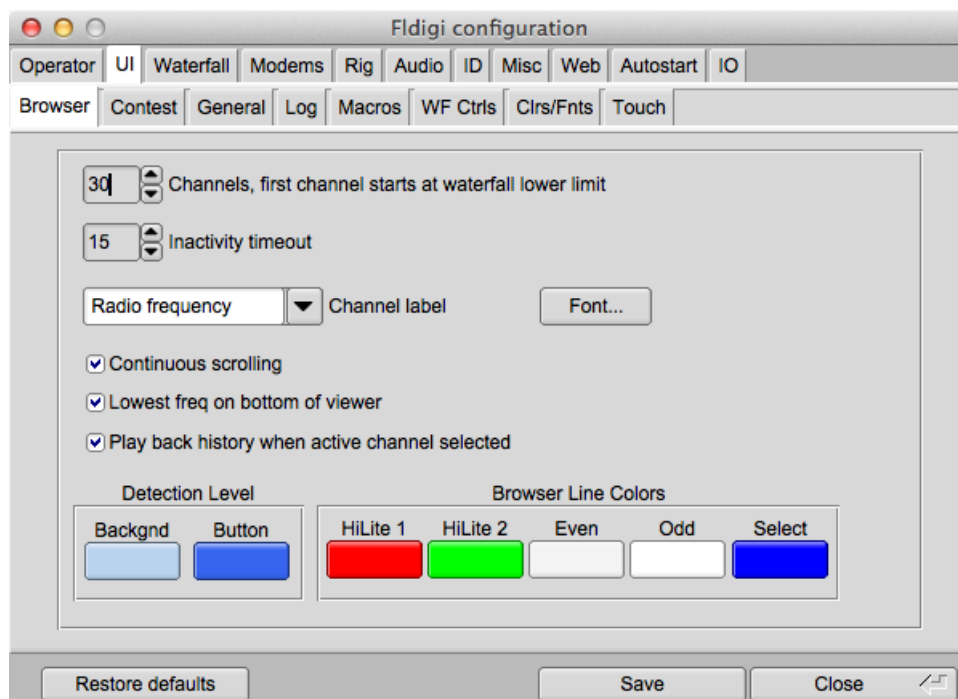 Fldigi configuration
Operator UI Waterfall Modems Rig Audio ID Misc Web Autostart IO
Browser Contest General Log Macros WF Ctrls Clrs/Fnts Touch
30 Channels, first channel starts at waterfall lower limit
15 Inactivity timeout
Radio frequency Channel label Font...
Continuous scrolling
Lowest freq on bottom of viewer
Play back history when active channel selected
Detection Level Browser Line Colors
Backgnd Button HiLite 1 HiLite 2 Even Odd Select
Restore defaults Save Close